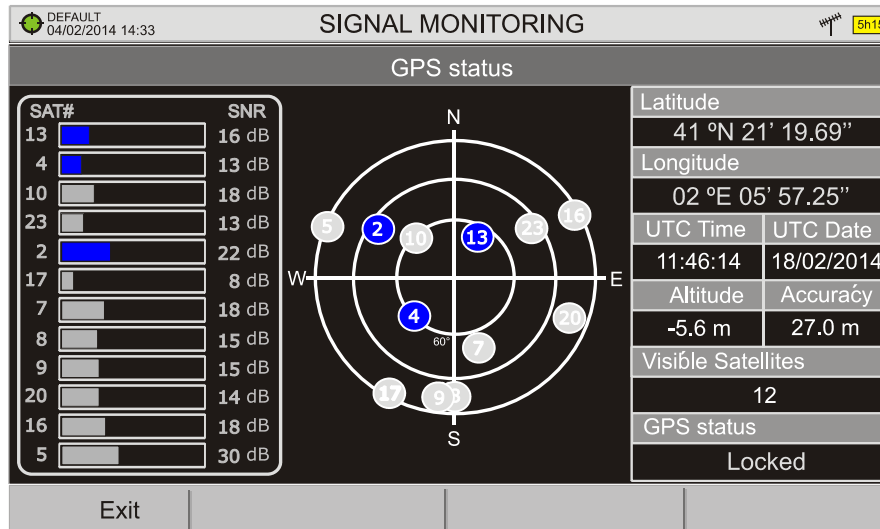 DEFAULT
04/02/2014 14:33
SIGNAL MONITORING
GPS status
SAT# SNR
13 16 dB
4 13 dB
10 18 dB
23 13 dB
2 22 dB
17 8 dB
7 18 dB
8 15 dB
9 15 dB
20 14 dB
16 18 dB
5 30 dB
N
16
5
2
23
13
10
W
E
4
20
60°
7
17
9 8
S
Latitude
41 ºN 21’ 19.69”
Longitude
02 ºE 05’ 57.25”
UTC Time UTC Date
11:46:14 18/02/2014
Altitude Accuracy
-5.6 m 27.0 m
Visible Satellites
12
GPS status
Locked
Exit